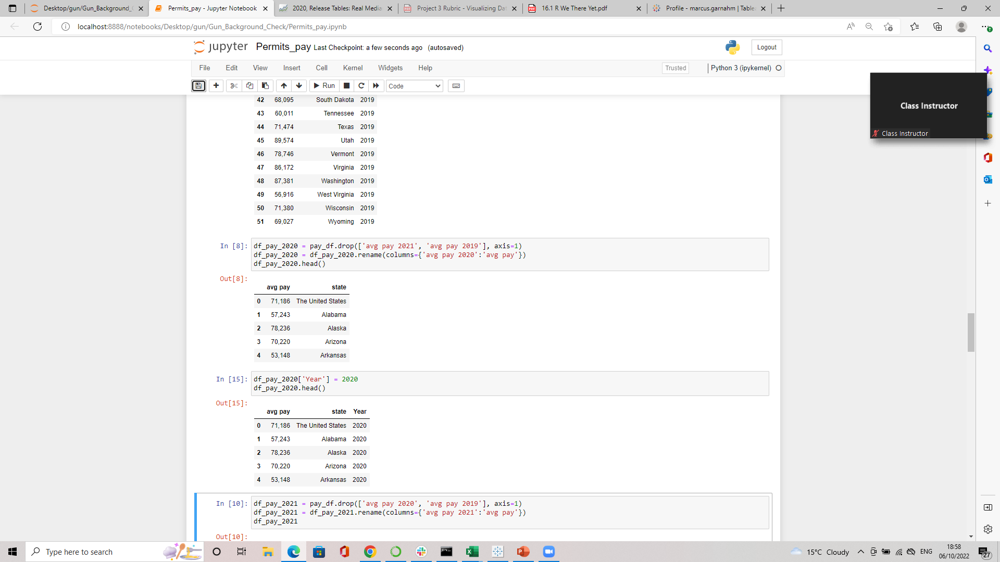 Desktop/gun/Gun_Background_C
Permits_pay - Jupyter Notebook
2020, Release Tables: Real Media
Project 3 Rubric - Visualizing Dat
16.1 R We There Yet.pdf
Profile - marcus.garnahm | Table
localhost:8888/notebooks/Desktop/gun/Gun_Background_Check/Permits_pay.ipynb
jupyter Permits_pay Last Checkpoint: a few seconds ago (autosaved)
Logout
File Edit View Insert Cell Kernel Widgets Help
Trusted
Python 3 (ipykernel)
Run
Code
Class Instructor
Class Instructor
42 68,095 South Dakota 2019
43 60,011 Tennessee 2019
44 71,474 Texas 2019
45 89,574 Utah 2019
46 78,746 Vermont 2019
47 86,172 Virginia 2019
48 87,381 Washington 2019
49 56,916 West Virginia 2019
50 71,380 Wisconsin 2019
51 69,027 Wyoming 2019
In [8]: df_pay_2020 = pay_df.drop(['avg pay 2021', 'avg pay 2019'], axis=1)
df_pay_2020 = df_pay_2020.rename(columns={'avg pay 2020':'avg pay'})
df_pay_2020.head()
Out[8]:
avg pay state
0 71,186 The United States
1 57,243 Alabama
2 78,236 Alaska
3 70,220 Arizona
4 53,148 Arkansas
In [15]: df_pay_2020['Year'] = 2020
df_pay_2020.head()
Out[15]:
avg pay state Year
0 71,186 The United States 2020
1 57,243 Alabama 2020
2 78,236 Alaska 2020
3 70,220 Arizona 2020
4 53,148 Arkansas 2020
In [10]: df_pay_2021 = pay_df.drop(['avg pay 2020', 'avg pay 2019'], axis=1)
df_pay_2021 = df_pay_2021.rename(columns={'avg pay 2021':'avg pay'})
df_pay_2021
Out[10]:
Type here to search
15°C Cloudy
ENG
18:58
06/10/2022
27